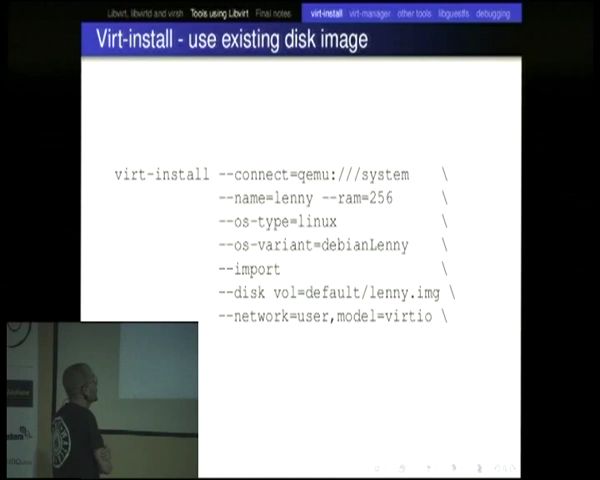 Libvirt, libvirtd and virsh Tools using Libvirt Final notes virt-install virt-manager other tools libguestfs debugging
Virt-install - use existing disk image
virt-install --connect=qemu:///system \
--name=lenny --ram=256 \
--os-type=linux \
--os-variant=debianLenny \
--import \
--disk vol=default/lenny.img \
--network=user,model=virtio \